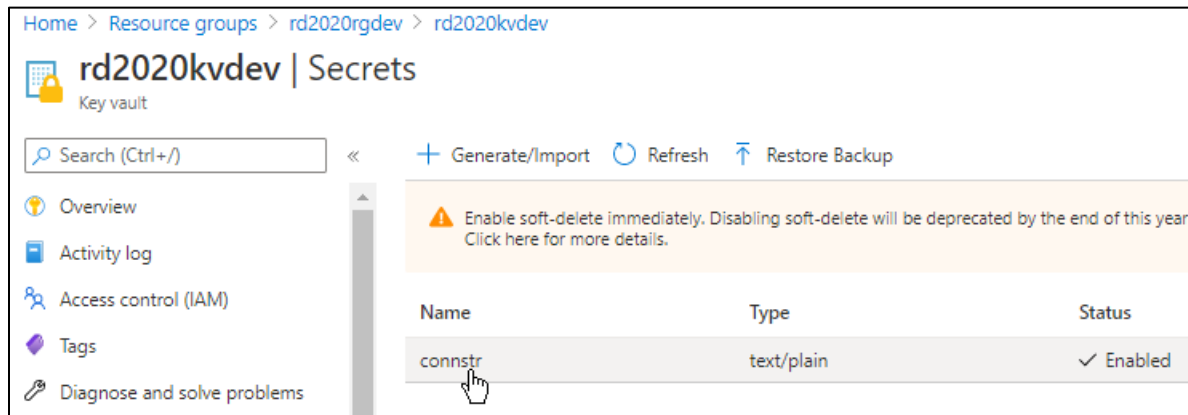 Home > Resource groups > rd2020rgdev > rd2020kvdev
rd2020kvdev | Secrets
Key vault
Search (Ctrl+/)
«
Generate/Import Refresh Restore Backup
Overview
Activity log
Access control (IAM)
Tags
Diagnose and solve problems
Enable soft-delete immediately. Disabling soft-delete will be deprecated by the end of this year
Click here for more details.
Name Type Status
connstr text/plain Enabled